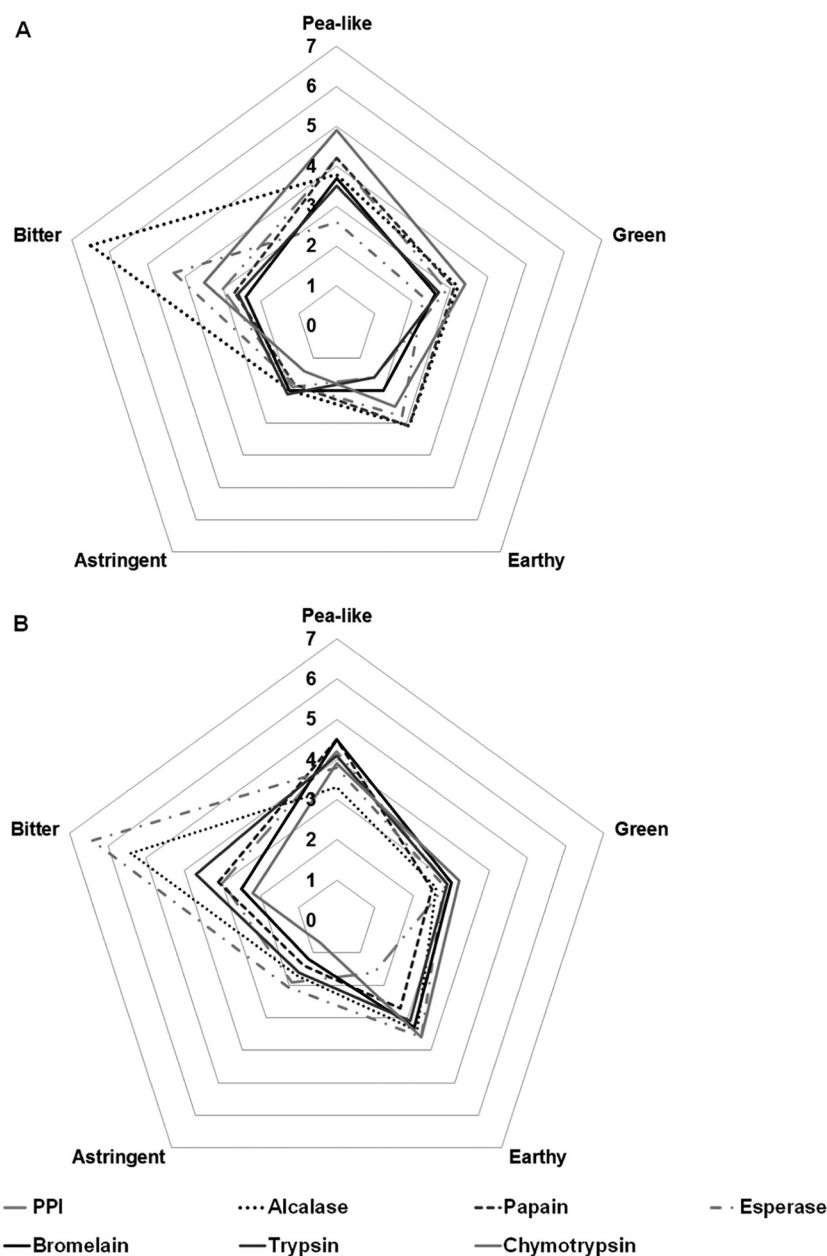 A
Pea-like
7
6
5
4
3
2
1
0
Bitter
Green
Astringent
Earthy
B
Pea-like
7
6
5
4
3
2
1
0
Bitter
Green
Astringent
Earthy
PPI Alcalase Papain Esperase
Bromelain Trypsin Chymotrypsin